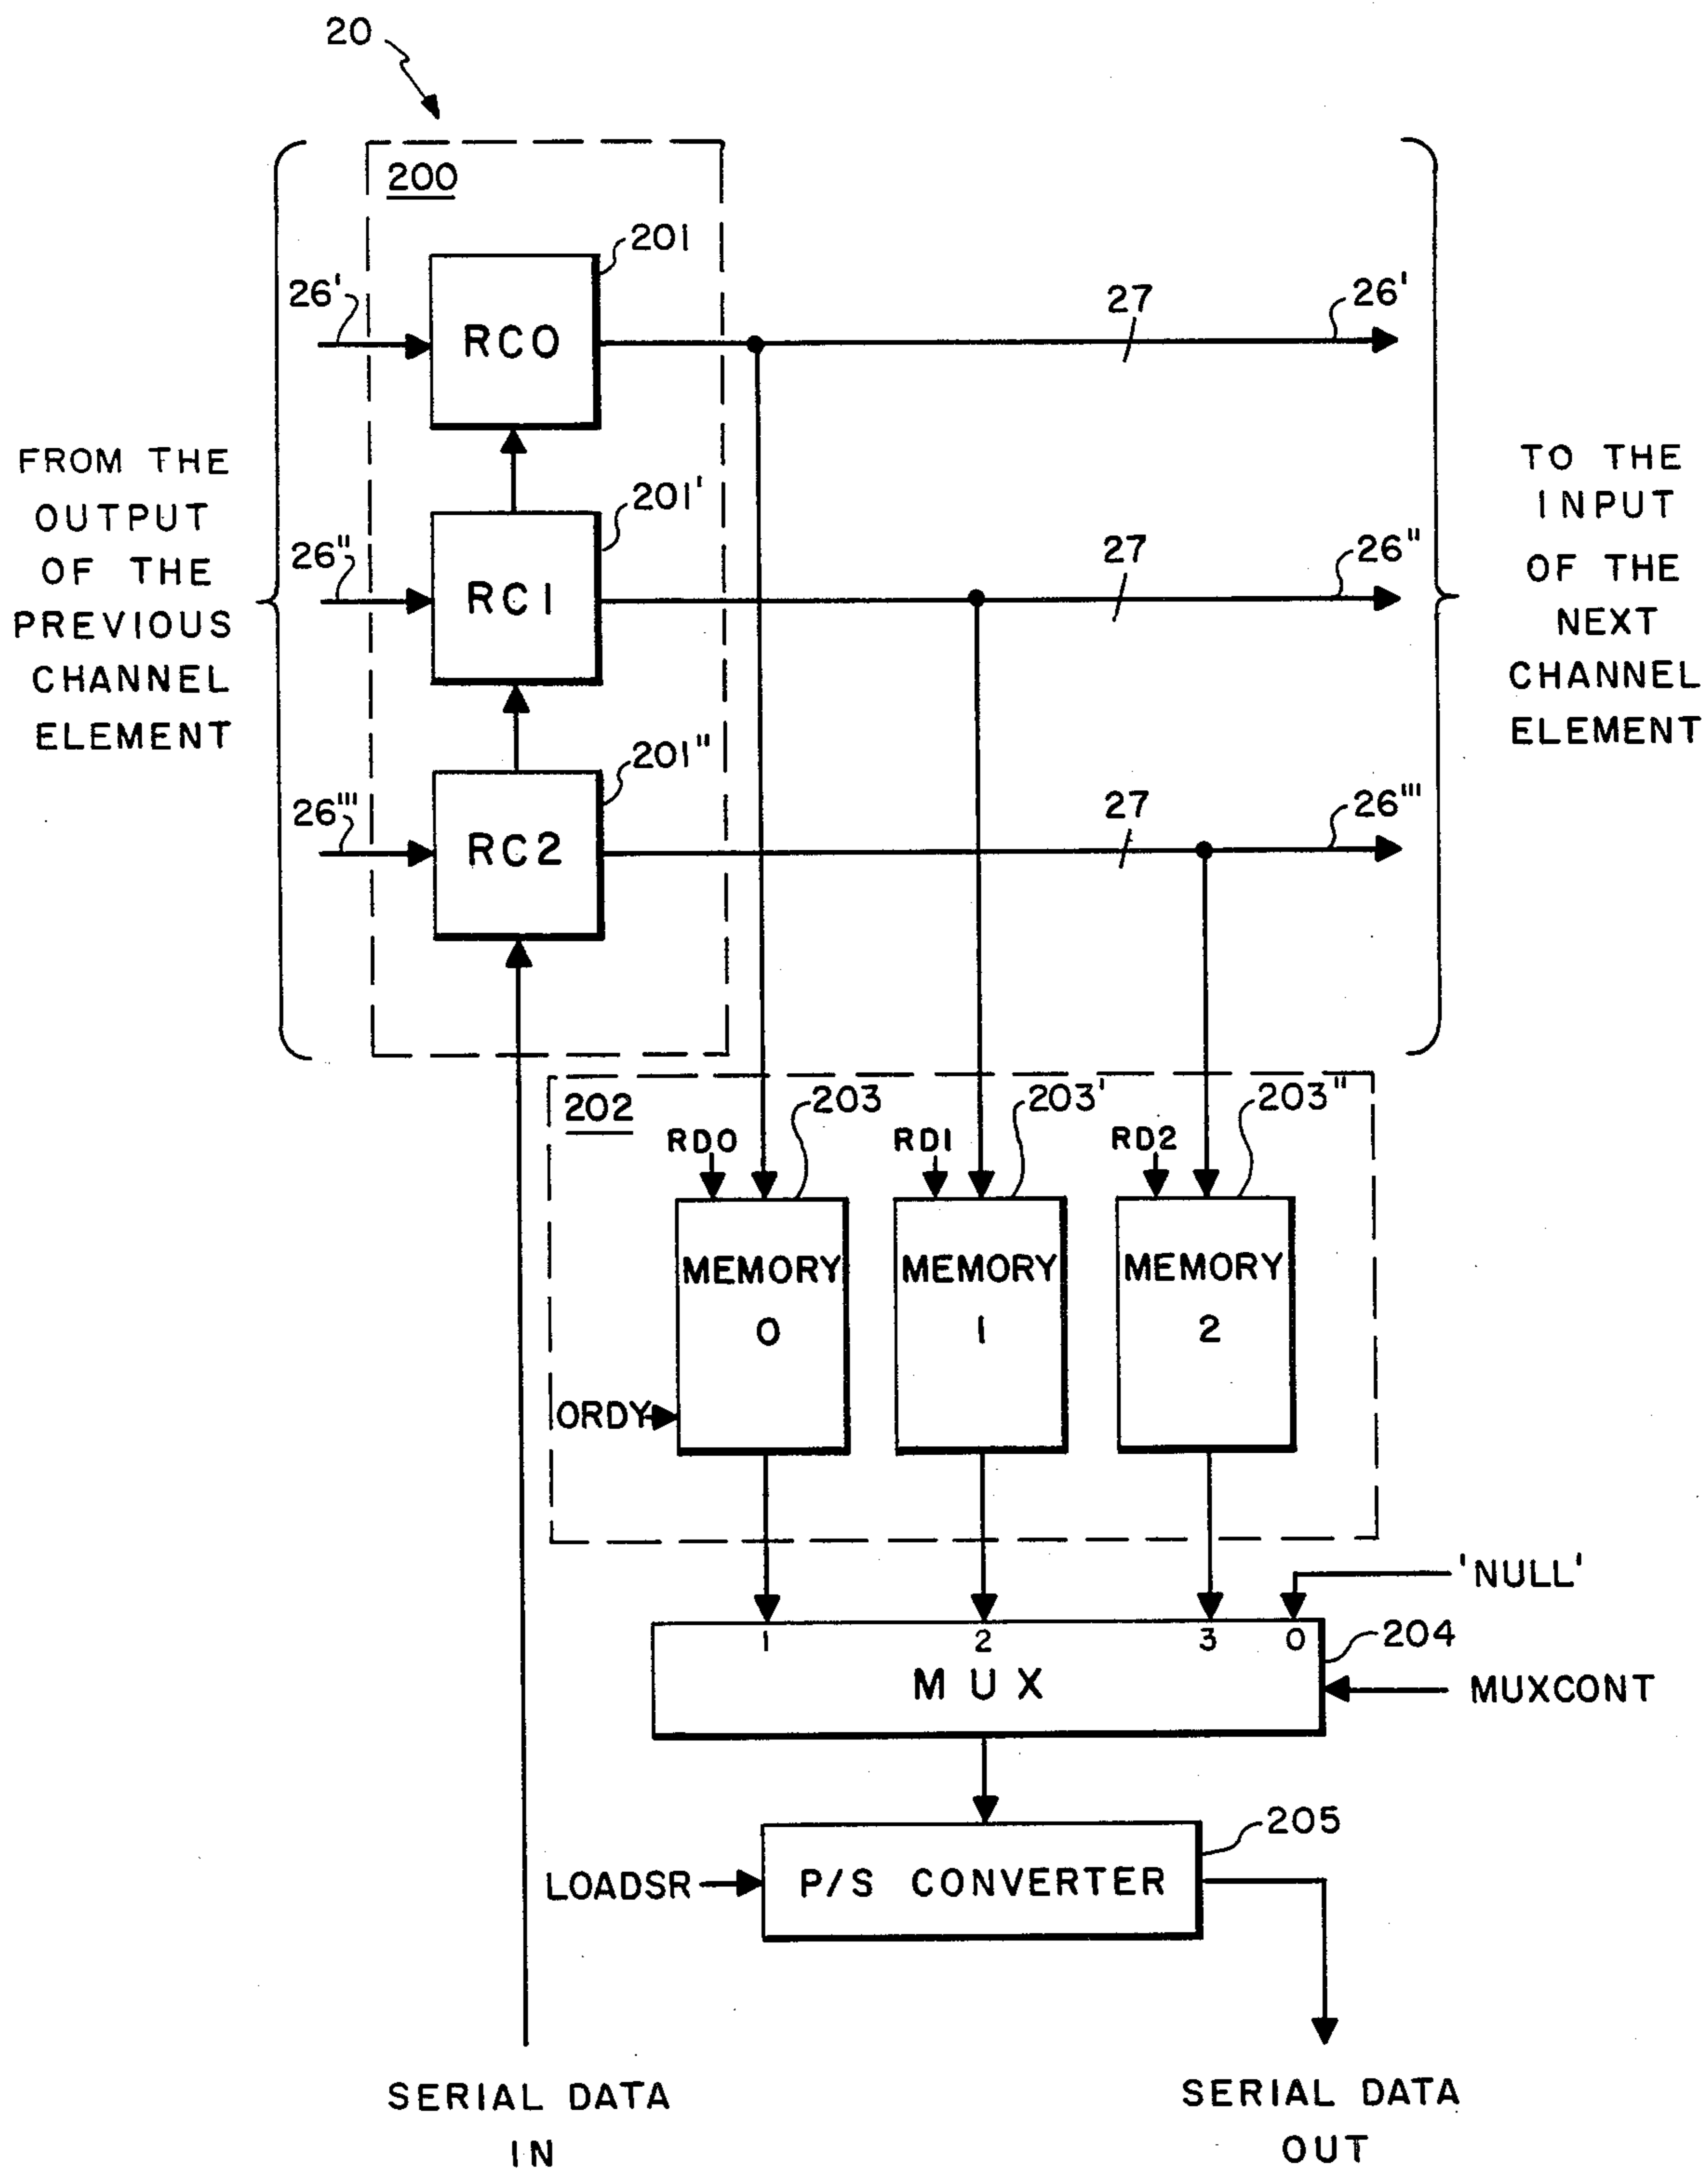 20
200
201
26'
RC0
27
26'
FROM THE
OUTPUT
OF THE
PREVIOUS
CHANNEL
ELEMENT
201'
26"
RC1
27
26"
TO THE
INPUT
OF THE
NEXT
CHANNEL
ELEMENT
201"
26'''
RC2
27
26'''
202
203
203'
203"
RD0
RD1
RD2
MEMORY
0
MEMORY
1
MEMORY
2
ORDY
'NULL'
1 2 3 0
204
MUX
MUXCONT
205
LOADSR
P/S CONVERTER
SERIAL DATA
IN
SERIAL DATA
OUT